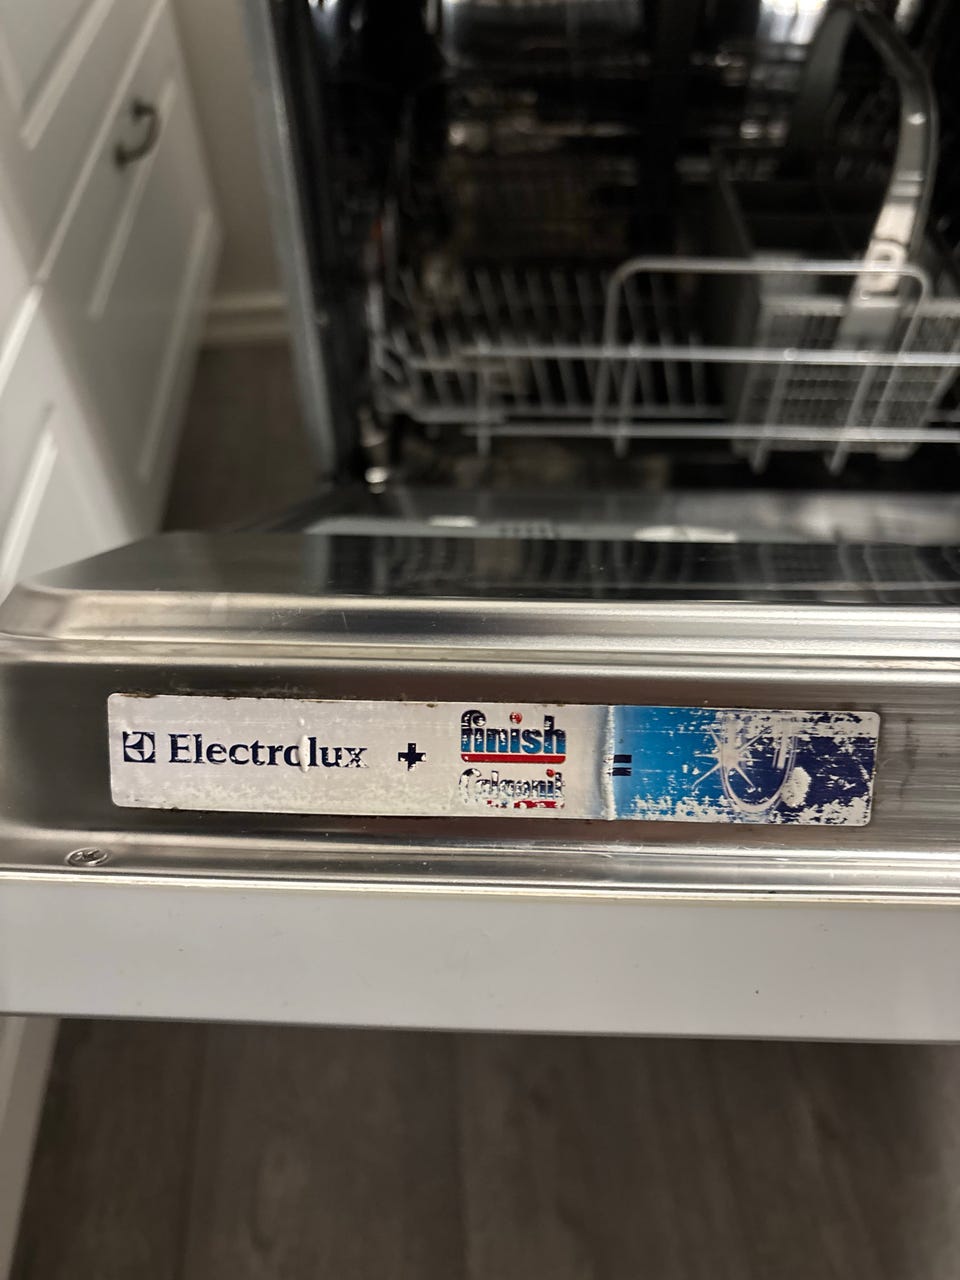 Electrolux + finish =
Calgonit